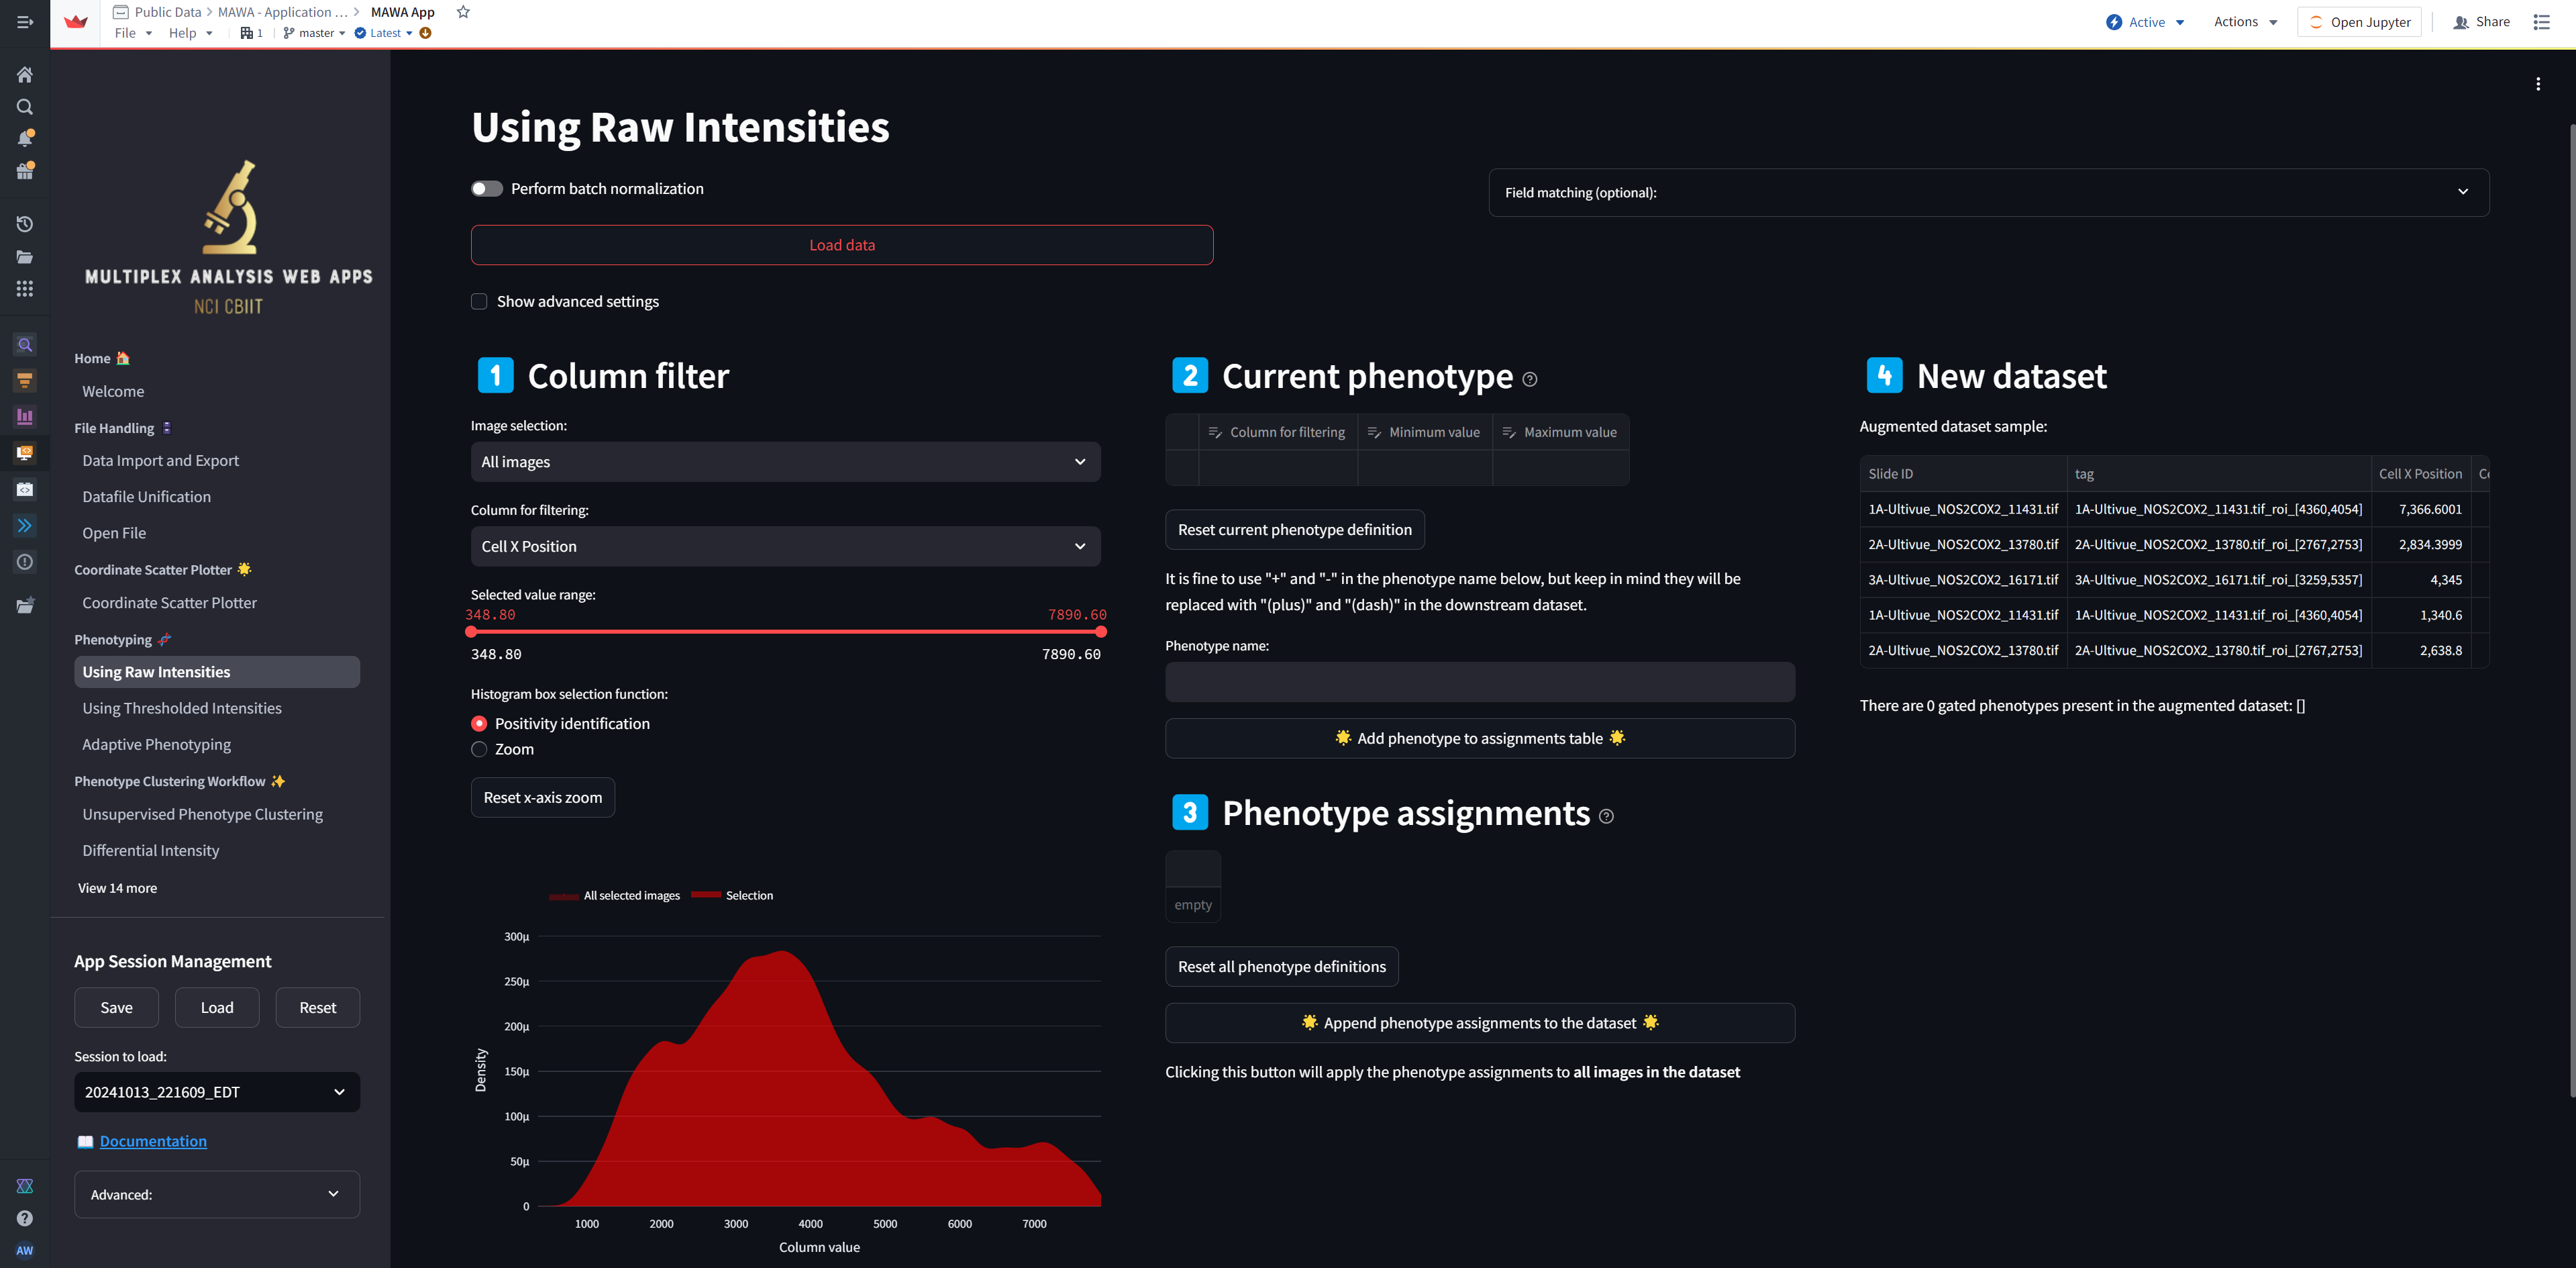 Public Data > MAWA - Application ... > MAWA App
File Help 1 master Latest
Active Actions Open Jupyter Share
MULTIPLEX ANALYSIS WEB APPS
NCI CBIIT
Home
Welcome
File Handling
Data Import and Export
Datafile Unification
Open File
Coordinate Scatter Plotter
Coordinate Scatter Plotter
Phenotyping
Using Raw Intensities
Using Thresholded Intensities
Adaptive Phenotyping
Phenotype Clustering Workflow
Unsupervised Phenotype Clustering
Differential Intensity
View 14 more
App Session Management
Save Load Reset
Session to load:
20241013_221609_EDT
Documentation
Advanced:
AW
Using Raw Intensities
Perform batch normalization
Field matching (optional):
Load data
Show advanced settings
1 Column filter
Image selection:
All images
Column for filtering:
Cell X Position
Selected value range:
348.80 7890.60
348.80 7890.60
Histogram box selection function:
Positivity identification
Zoom
Reset x-axis zoom
All selected images Selection
300µ
250µ
200µ
150µ
100µ
50µ
0
Density
1000 2000 3000 4000 5000 6000 7000
Column value
2 Current phenotype
Column for filtering Minimum value Maximum value
Reset current phenotype definition
It is fine to use "+" and "-" in the phenotype name below, but keep in mind they will be
replaced with "(plus)" and "(dash)" in the downstream dataset.
Phenotype name:
Add phenotype to assignments table
3 Phenotype assignments
empty
Reset all phenotype definitions
Append phenotype assignments to the dataset
Clicking this button will apply the phenotype assignments to all images in the dataset
4 New dataset
Augmented dataset sample:
Slide ID tag Cell X Position
1A-Ultivue_NOS2COX2_11431.tif 1A-Ultivue_NOS2COX2_11431.tif_roi_[4360,4054] 7,366.6001
2A-Ultivue_NOS2COX2_13780.tif 2A-Ultivue_NOS2COX2_13780.tif_roi_[2767,2753] 2,834.3999
3A-Ultivue_NOS2COX2_16171.tif 3A-Ultivue_NOS2COX2_16171.tif_roi_[3259,5357] 4,345
1A-Ultivue_NOS2COX2_11431.tif 1A-Ultivue_NOS2COX2_11431.tif_roi_[4360,4054] 1,340.6
2A-Ultivue_NOS2COX2_13780.tif 2A-Ultivue_NOS2COX2_13780.tif_roi_[2767,2753] 2,638.8
There are 0 gated phenotypes present in the augmented dataset: []